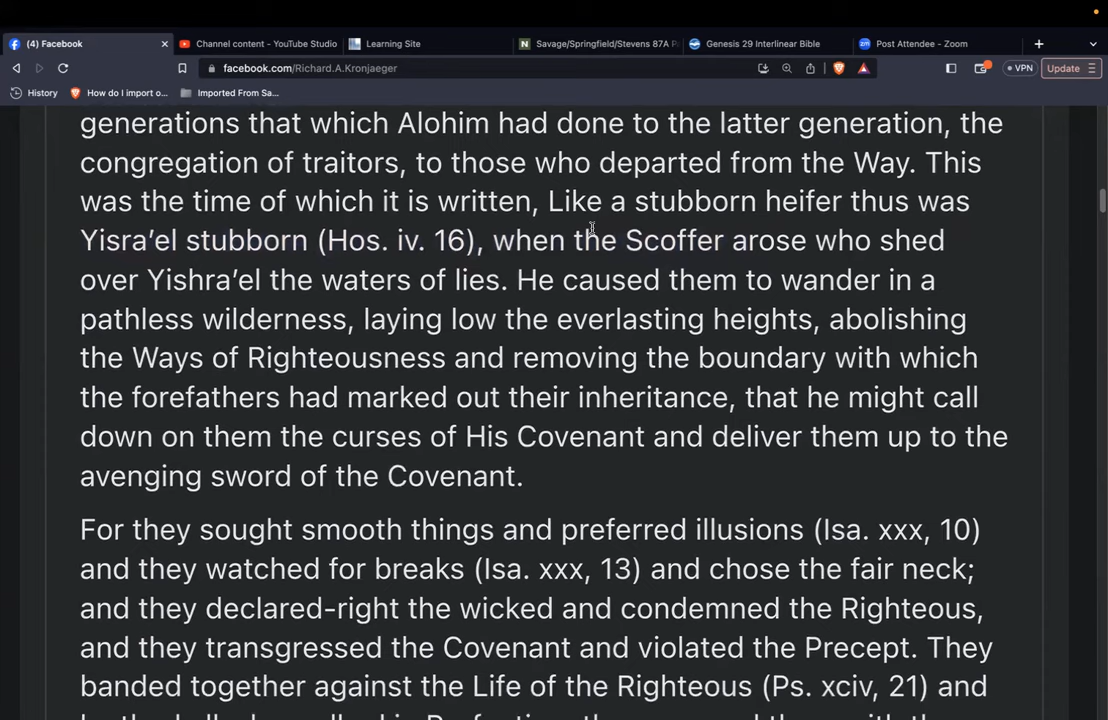 (4) Facebook
Channel content - YouTube Studio
Learning Site
Savage/Springfield/Stevens 87A P
Genesis 29 Interlinear Bible
Post Attendee - Zoom
facebook.com/Richard.A.Kronjaeger
VPN
Update
History
How do I import o...
Imported From Sa...
generations that which Alohim had done to the latter generation, the
congregation of traitors, to those who departed from the Way. This
was the time of which it is written, Like a stubborn heifer thus was
Yisra’el stubborn (Hos. iv. 16), when the Scoffer arose who shed
over Yishra’el the waters of lies. He caused them to wander in a
pathless wilderness, laying low the everlasting heights, abolishing
the Ways of Righteousness and removing the boundary with which
the forefathers had marked out their inheritance, that he might call
down on them the curses of His Covenant and deliver them up to the
avenging sword of the Covenant.
For they sought smooth things and preferred illusions (Isa. xxx, 10)
and they watched for breaks (Isa. xxx, 13) and chose the fair neck;
and they declared-right the wicked and condemned the Righteous,
and they transgressed the Covenant and violated the Precept. They
banded together against the Life of the Righteous (Ps. xciv, 21) and